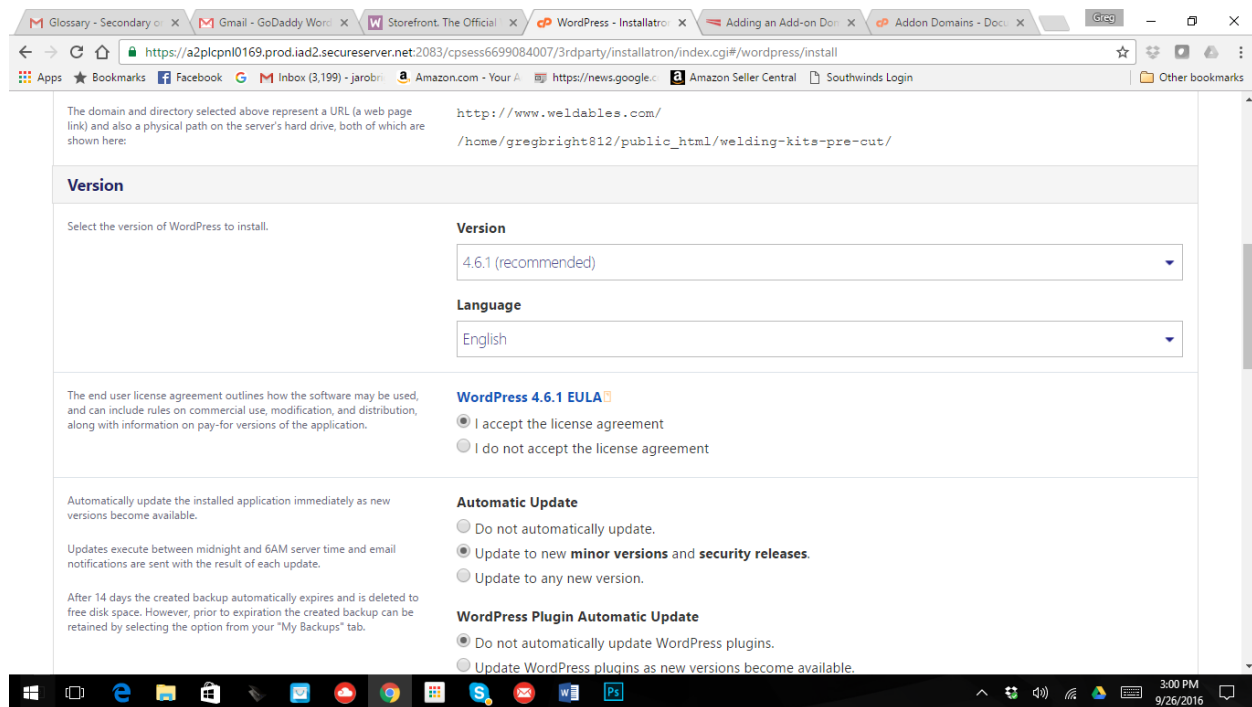 Glossary - Secondary o
Gmail - GoDaddy Word
Storefront. The Official
WordPress - Installatro
Adding an Add-on Dom
Addon Domains - Docu
Greg
https://a2plcpnl0169.prod.iad2.secureserver.net:2083/cpsess6699084007/3rdparty/installatron/index.cgi#/wordpress/install
Apps
Bookmarks
Facebook
Inbox (3,199) - jarobri
Amazon.com - Your A
https://news.google.c
Amazon Seller Central
Southwinds Login
Other bookmarks
The domain and directory selected above represent a URL (a web page
link) and also a physical path on the server's hard drive, both of which are
shown here:
http://www.weldables.com/
/home/gregbright812/public_html/welding-kits-pre-cut/
Version
Select the version of WordPress to install.
Version
4.6.1 (recommended)
Language
English
The end user license agreement outlines how the software may be used,
and can include rules on commercial use, modification, and distribution,
along with information on pay-for versions of the application.
WordPress 4.6.1 EULA
I accept the license agreement
I do not accept the license agreement
Automatically update the installed application immediately as new
versions become available.
Updates execute between midnight and 6AM server time and email
notifications are sent with the result of each update.
After 14 days the created backup automatically expires and is deleted to
free disk space. However, prior to expiration the created backup can be
retained by selecting the option from your "My Backups" tab.
Automatic Update
Do not automatically update.
Update to new minor versions and security releases.
Update to any new version.
WordPress Plugin Automatic Update
Do not automatically update WordPress plugins.
Update WordPress plugins as new versions become available.
3:00 PM
9/26/2016